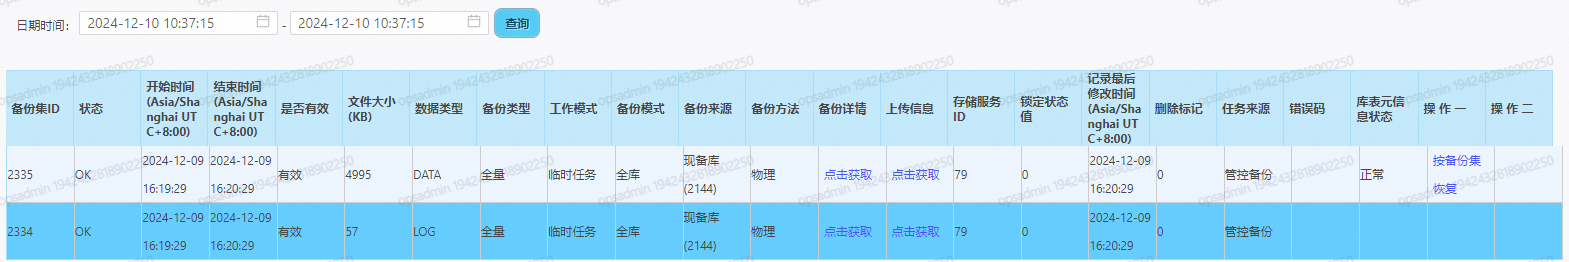 日期时间： 2024-12-10 10:37:15 - 2024-12-10 10:37:15 查询
备份集ID 状态 开始时间(Asia/Shanghai UTC+8:00) 结束时间(Asia/Shanghai UTC+8:00) 是否有效 文件大小(KB) 数据类型 备份类型 工作模式 备份模式 备份来源 备份方法 备份详情 上传信息 存储服务ID 锁定状态值 记录最后修改时间(Asia/Shanghai UTC+8:00) 删除标记 任务来源 错误码 库表元信息状态 操 作 一 操 作 二
2335 OK 2024-12-09 16:19:29 2024-12-09 16:20:29 有效 4995 DATA 全量 临时任务 全库 现备库(2144) 物理 点击获取 点击获取 79 0 2024-12-09 16:20:29 0 管控备份 正常 按备份集恢复
2334 OK 2024-12-09 16:19:29 2024-12-09 16:20:29 有效 57 LOG 全量 临时任务 全库 现备库(2144) 物理 点击获取 点击获取 79 0 2024-12-09 16:20:29 0 管控备份
opsadmin 1942432818902250